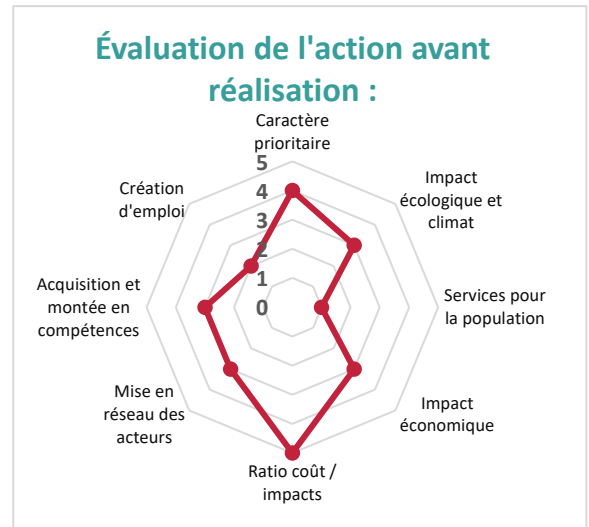 Évaluation de l'action avant
réalisation :
Caractère
prioritaire
Impact
écologique et
climat
Services pour
la population
Impact
économique
Ratio coût /
impacts
Mise en
réseau des
acteurs
Acquisition et
montée en
compétences
Création
d'emploi
5
4
3
2
1
0